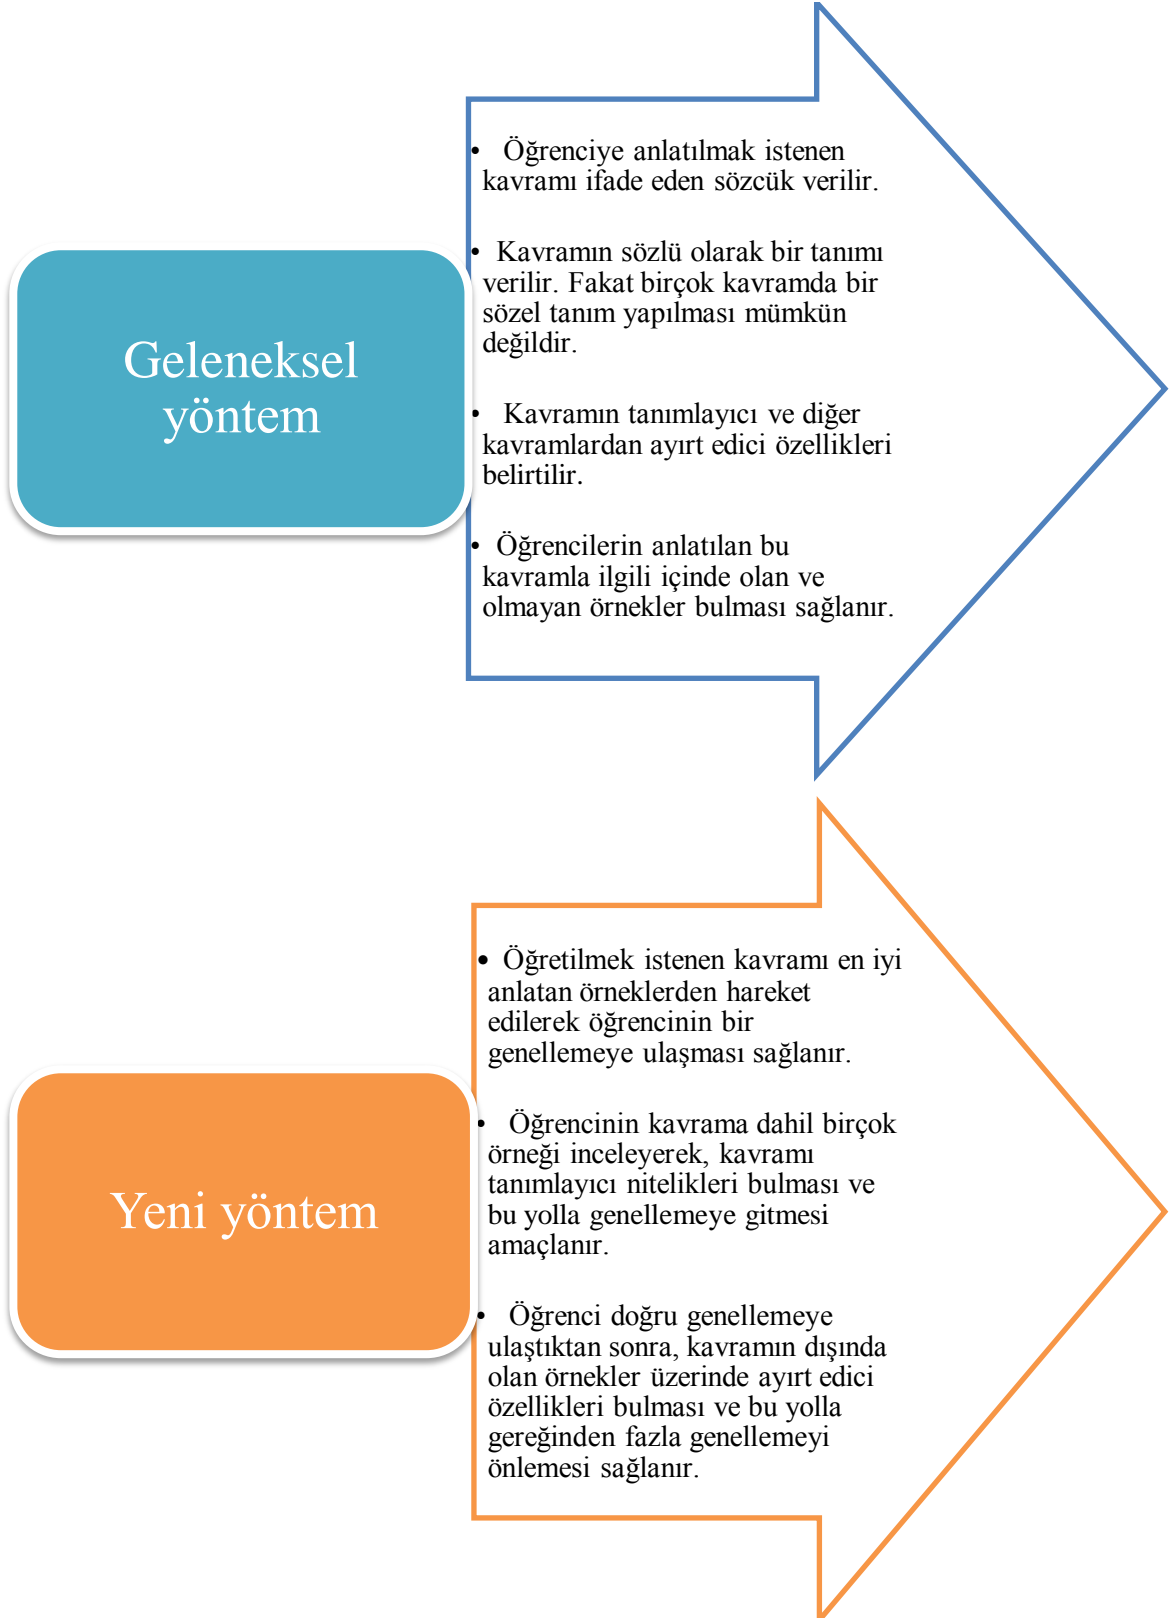 Geleneksel
yöntem
• Öğrenciye anlatılmak istenen
kavramı ifade eden sözcük verilir.
• Kavramın sözlü olarak bir tanımı
verilir. Fakat birçok kavramda bir
sözel tanım yapılması mümkün
değildir.
• Kavramın tanımlayıcı ve diğer
kavramlardan ayırt edici özellikleri
belirtilir.
• Öğrencilerin anlatılan bu
kavramla ilgili içinde olan ve
olmayan örnekler bulması sağlanır.
Yeni yöntem
• Öğretilmek istenen kavramı en iyi
anlatan örneklerden hareket
edilerek öğrencinin bir
genellemeye ulaşması sağlanır.
• Öğrencinin kavrama dahil birçok
örneği inceleyerek, kavramı
tanımlayıcı nitelikleri bulması ve
bu yolla genellemeye gitmesi
amaçlanır.
• Öğrenci doğru genellemeye
ulaştıktan sonra, kavramın dışında
olan örnekler üzerinde ayırt edici
özellikleri bulması ve bu yolla
gereğinden fazla genellemeyi
önlemesi sağlanır.